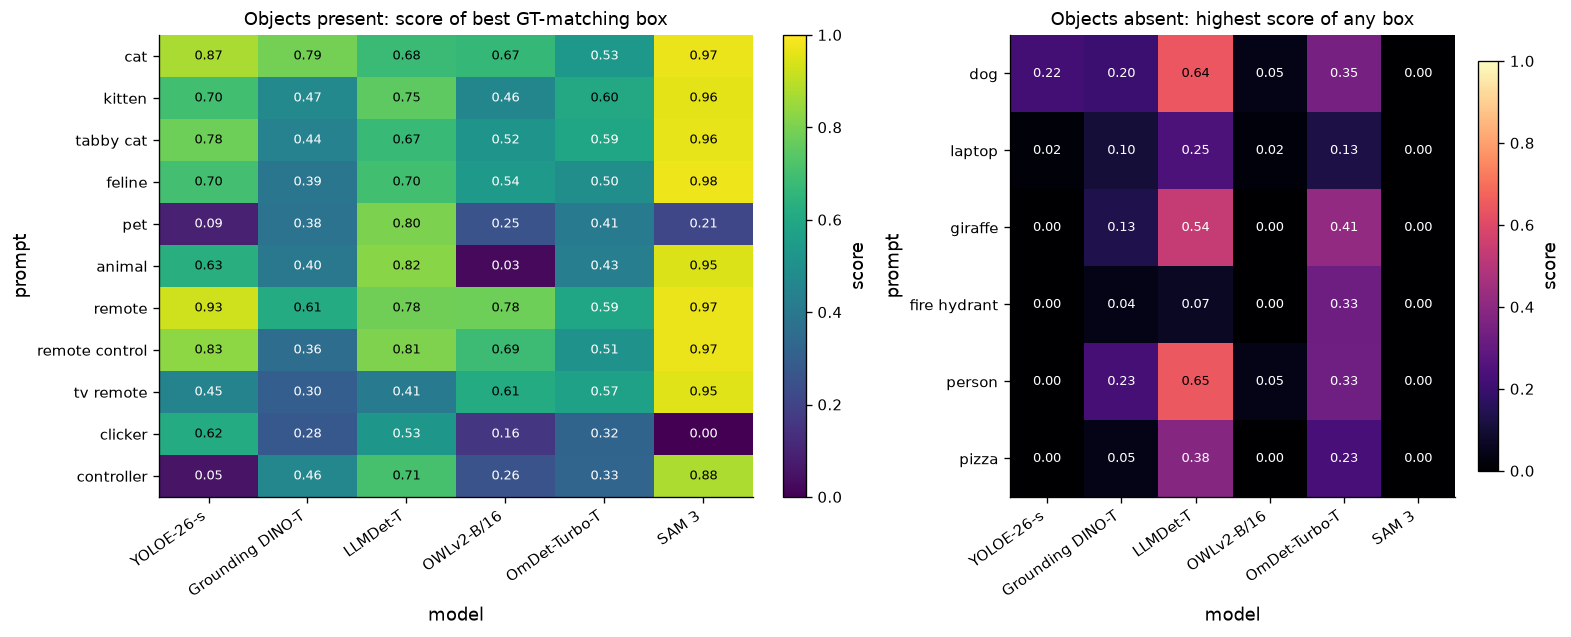 Objects present: score of best GT-matching box
prompt
cat 0.87 0.79 0.68 0.67 0.53 0.97
kitten 0.70 0.47 0.75 0.46 0.60 0.96
tabby cat 0.78 0.44 0.67 0.52 0.59 0.96
feline 0.70 0.39 0.70 0.54 0.50 0.98
pet 0.09 0.38 0.80 0.25 0.41 0.21
animal 0.63 0.40 0.82 0.03 0.43 0.95
remote 0.93 0.61 0.78 0.78 0.59 0.97
remote control 0.83 0.36 0.81 0.69 0.51 0.97
tv remote 0.45 0.30 0.41 0.61 0.57 0.95
clicker 0.62 0.28 0.53 0.16 0.32 0.00
controller 0.05 0.46 0.71 0.26 0.33 0.88
YOLOE-26-s Grounding DINO-T LLMDet-T OWLv2-B/16 OmDet-Turbo-T SAM 3
model
1.0
0.8
0.6
0.4
0.2
0.0
score
Objects absent: highest score of any box
prompt
dog 0.22 0.20 0.64 0.05 0.35 0.00
laptop 0.02 0.10 0.25 0.02 0.13 0.00
giraffe 0.00 0.13 0.54 0.00 0.41 0.00
fire hydrant 0.00 0.04 0.07 0.00 0.33 0.00
person 0.00 0.23 0.65 0.05 0.33 0.00
pizza 0.00 0.05 0.38 0.00 0.23 0.00
YOLOE-26-s Grounding DINO-T LLMDet-T OWLv2-B/16 OmDet-Turbo-T SAM 3
model
1.0
0.8
0.6
0.4
0.2
0.0
score